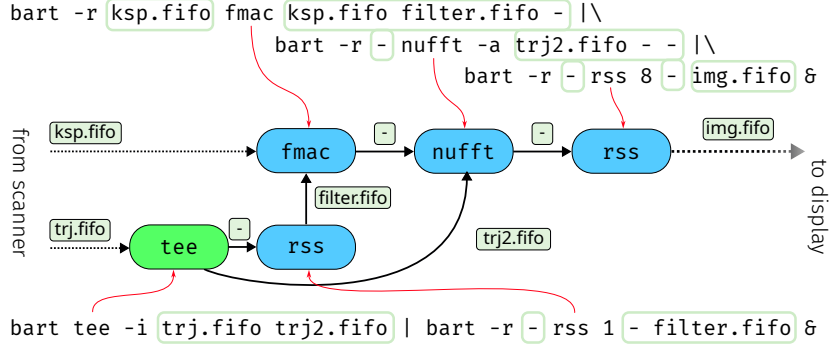 bart -r ksp.fifo fmac ksp.fifo filter.fifo - |\
bart -r - nufft -a trj2.fifo - - |\
bart -r - rss 8 - img.fifo &
ksp.fifo
-
-
img.fifo
from scanner
fmac
nufft
rss
to display
filter.fifo
trj.fifo
-
trj2.fifo
tee
rss
bart tee -i trj.fifo trj2.fifo | bart -r - rss 1 - filter.fifo &